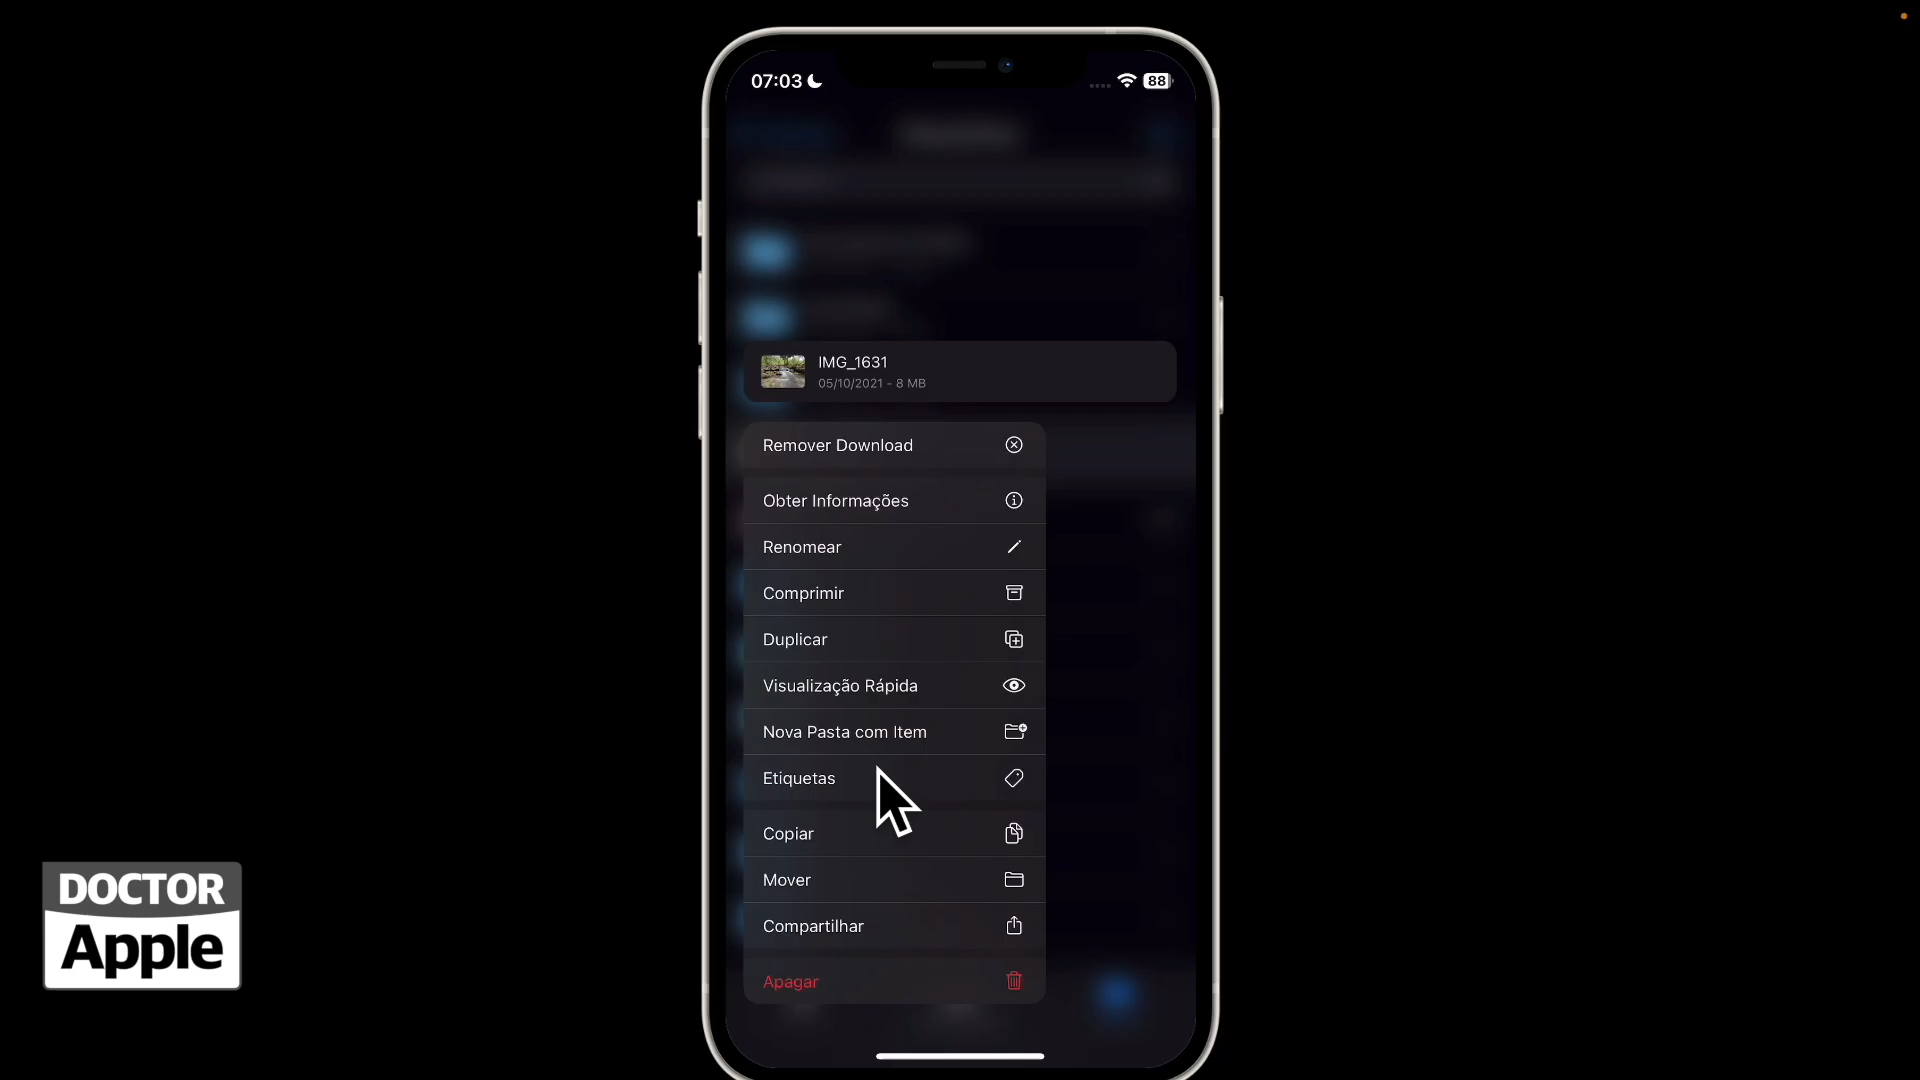 07:03
88
IMG_1631
05/10/2021 - 8 MB
Remover Download
Obter Informações
Renomear
Comprimir
Duplicar
Visualização Rápida
Nova Pasta com Item
Etiquetas
Copiar
Mover
Compartilhar
Apagar
DOCTOR
Apple